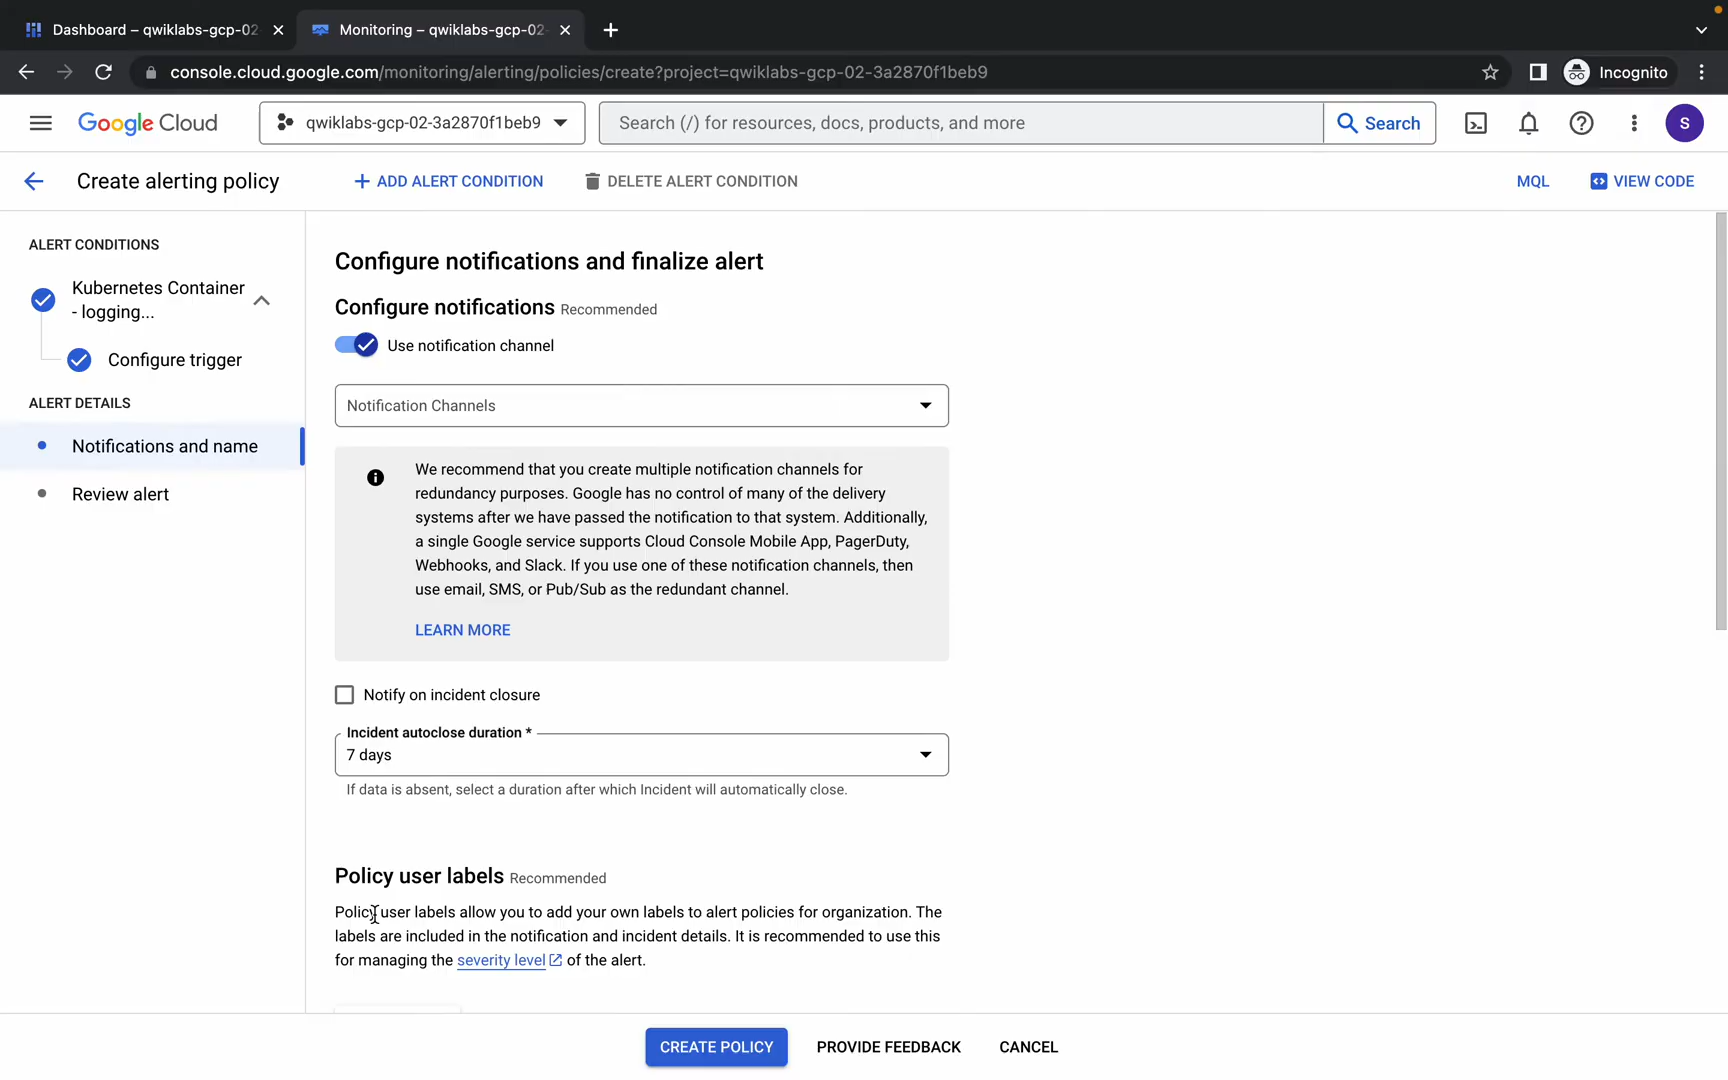 Dashboard – qwiklabs-gcp-02
Monitoring – qwiklabs-gcp-02-
console.cloud.google.com/monitoring/alerting/policies/create?project=qwiklabs-gcp-02-3a2870f1beb9
Incognito
Google Cloud
qwiklabs-gcp-02-3a2870f1beb9
Search (/) for resources, docs, products, and more
Search
S
Create alerting policy
ADD ALERT CONDITION
DELETE ALERT CONDITION
MQL
VIEW CODE
ALERT CONDITIONS
Kubernetes Container
- logging...
Configure trigger
ALERT DETAILS
Notifications and name
Review alert
Configure notifications and finalize alert
Configure notifications Recommended
Use notification channel
Notification Channels
We recommend that you create multiple notification channels for
redundancy purposes. Google has no control of many of the delivery
systems after we have passed the notification to that system. Additionally,
a single Google service supports Cloud Console Mobile App, PagerDuty,
Webhooks, and Slack. If you use one of these notification channels, then
use email, SMS, or Pub/Sub as the redundant channel.
LEARN MORE
Notify on incident closure
Incident autoclose duration *
7 days
If data is absent, select a duration after which Incident will automatically close.
Policy user labels Recommended
Policy user labels allow you to add your own labels to alert policies for organization. The
labels are included in the notification and incident details. It is recommended to use this
for managing the severity level of the alert.
CREATE POLICY
PROVIDE FEEDBACK
CANCEL